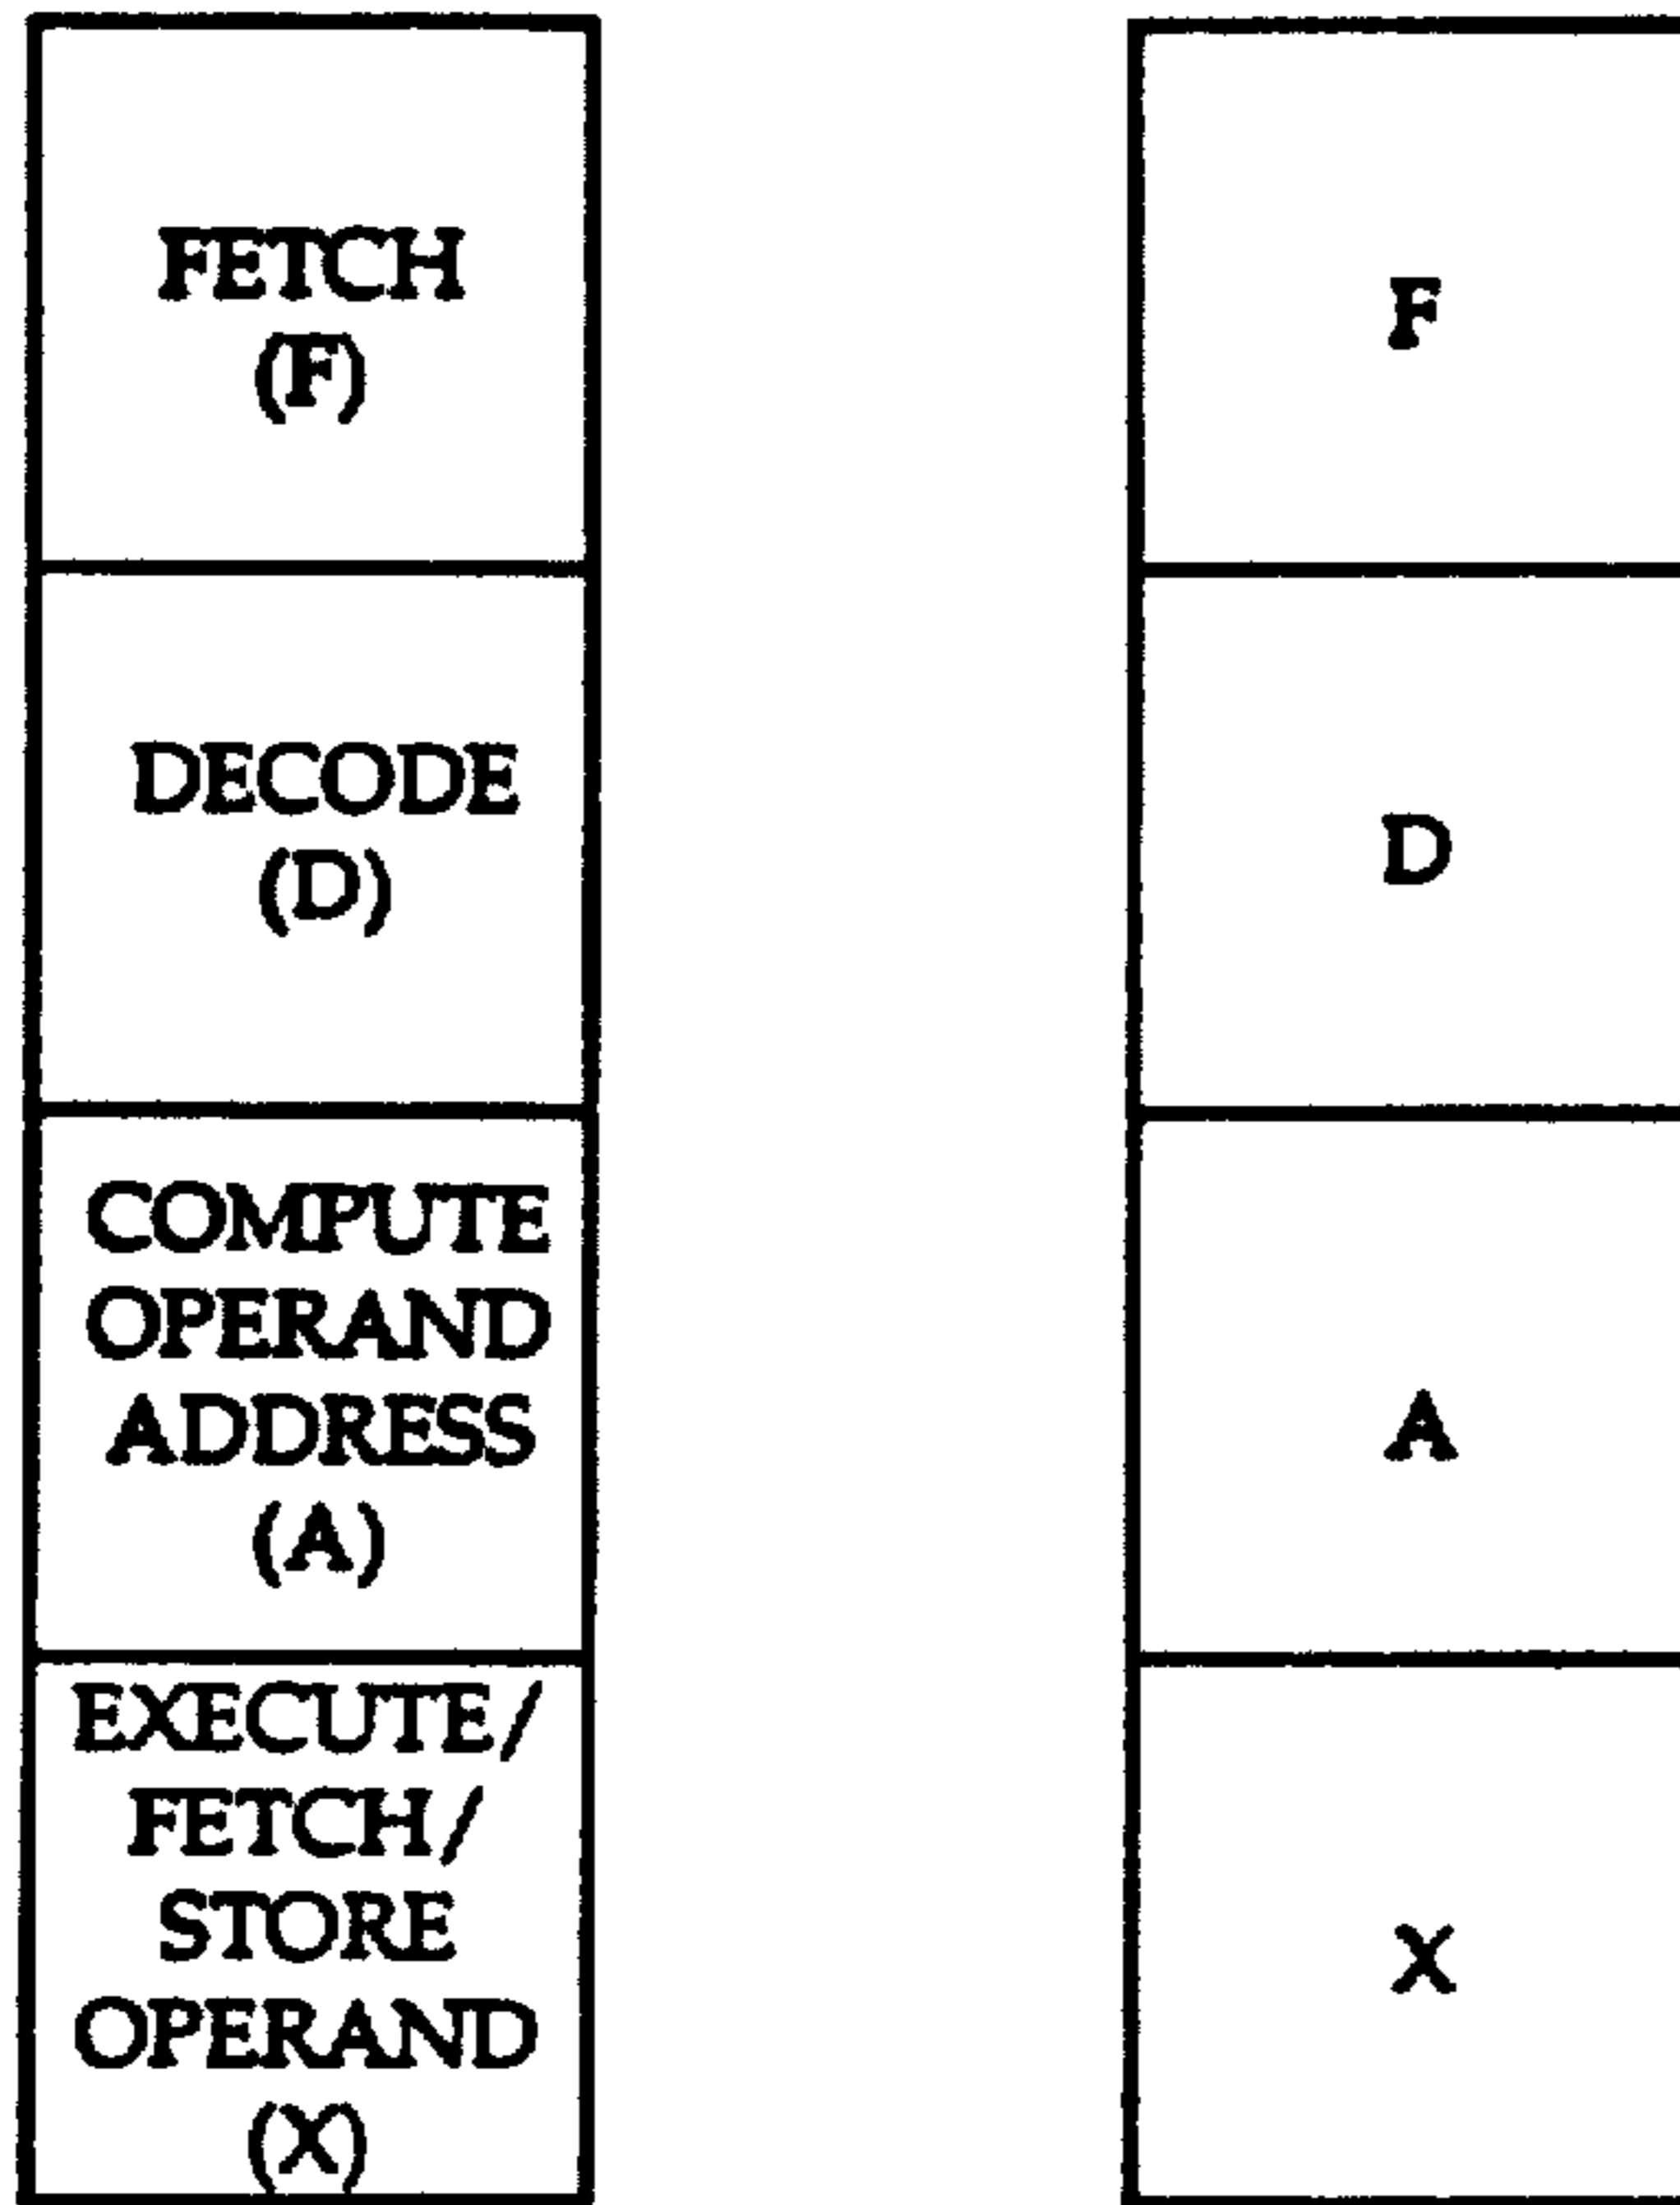 FETCH
(F)
DECODE
(D)
COMPUTE
OPERAND
ADDRESS
(A)
EXECUTE/
FETCH/
STORE
OPERAND
(X)
F
D
A
X